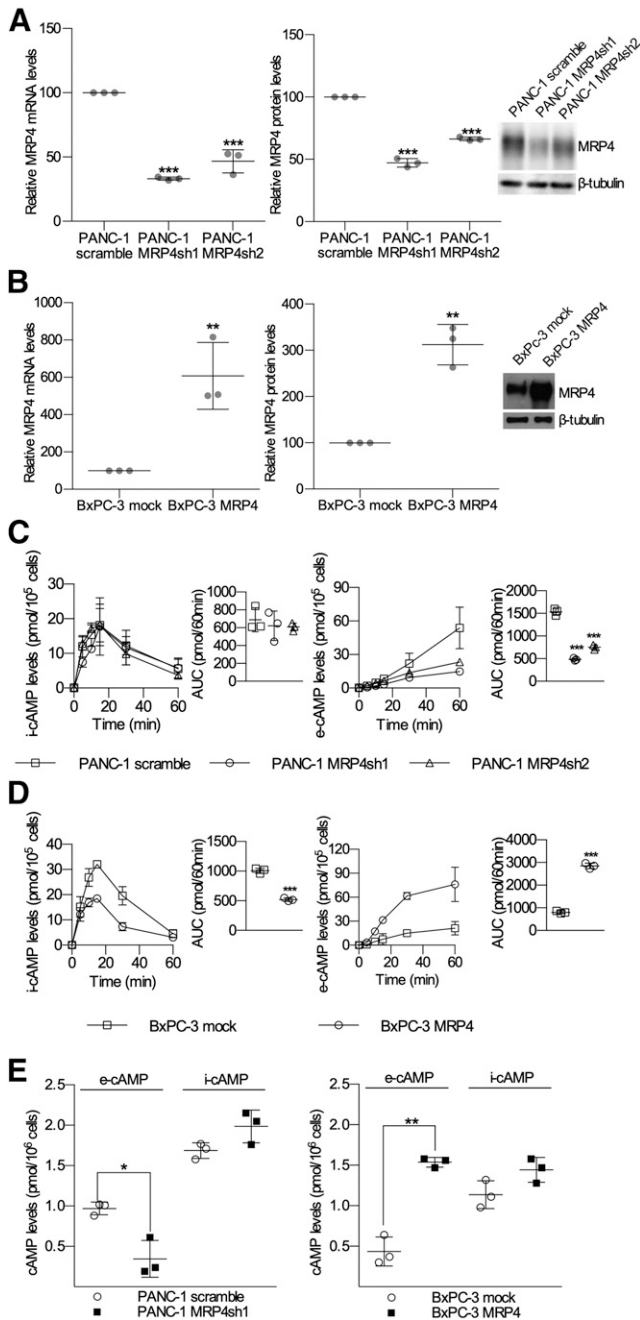 A
Relative MRP4 mRNA levels
150
100
50
0
PANC-1 scramble
PANC-1 MRP4sh1
PANC-1 MRP4sh2
***
***
Relative MRP4 protein levels
150
100
50
0
PANC-1 scramble
PANC-1 MRP4sh1
PANC-1 MRP4sh2
***
***
PANC-1 scramble
PANC-1 MRP4sh1
PANC-1 MRP4sh2
MRP4
β-tubulin
B
Relative MRP4 mRNA levels
1000
800
600
400
200
0
**
BxPC-3 mock
BxPC-3 MRP4
Relative MRP4 protein levels
400
300
200
100
0
**
BxPC-3 mock
BxPC-3 MRP4
BxPc-3 mock
BxPc-3 MRP4
MRP4
β-tubulin
C
i-cAMP levels (pmol/10⁵ cells)
30
20
10
0
0 20 40 60
Time (min)
AUC (pmol/60min)
1000
800
600
400
200
0
e-cAMP levels (pmol/10⁵ cells)
90
60
30
0
0 20 40 60
Time (min)
AUC (pmol/60min)
2000
1500
1000
500
0
***
***
PANC-1 scramble
PANC-1 MRP4sh1
PANC-1 MRP4sh2
D
i-cAMP levels (pmol/10⁵ cells)
40
30
20
10
0
0 20 40 60
Time (min)
AUC (pmol/60min)
1500
1000
500
0
***
e-cAMP levels (pmol/10⁵ cells)
120
90
60
30
0
0 20 40 60
Time (min)
AUC (pmol/60min)
4000
3000
2000
1000
0
***
BxPC-3 mock
BxPC-3 MRP4
E
cAMP levels (pmol/10⁶ cells)
2.5
2.0
1.5
1.0
0.5
e-cAMP
i-cAMP
*
PANC-1 scramble
PANC-1 MRP4sh1
cAMP levels (pmol/10⁶ cells)
2.5
2.0
1.5
1.0
0.5
e-cAMP
i-cAMP
**
BxPC-3 mock
BxPC-3 MRP4